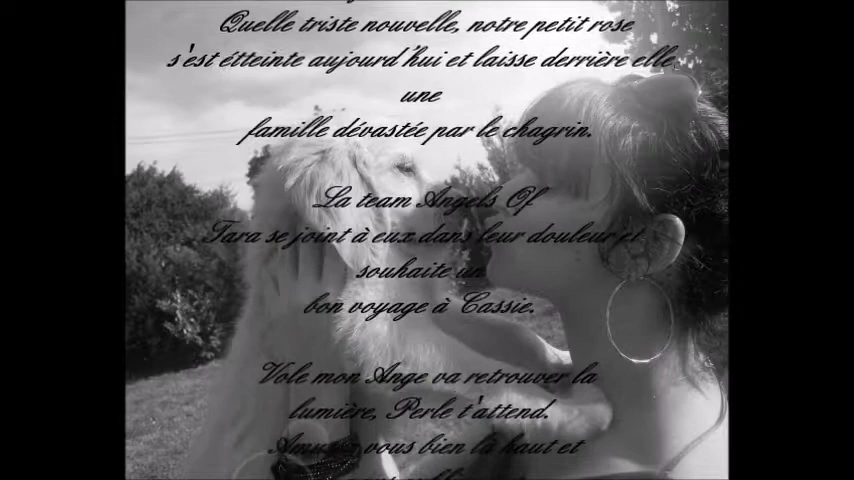 Quelle triste nouvelle, notre petit rose
s'est étteinte aujourd'hui et laisse derrière elle,
une
famille dévastée par le chagrin.
La team Angels Of
Tara se joint à eux dans leur douleur et
souhaite un
bon voyage à Cassie.
Vole mon Ange va retrouver la
lumière, Perle t'attend.
Amusez vous bien là haut et